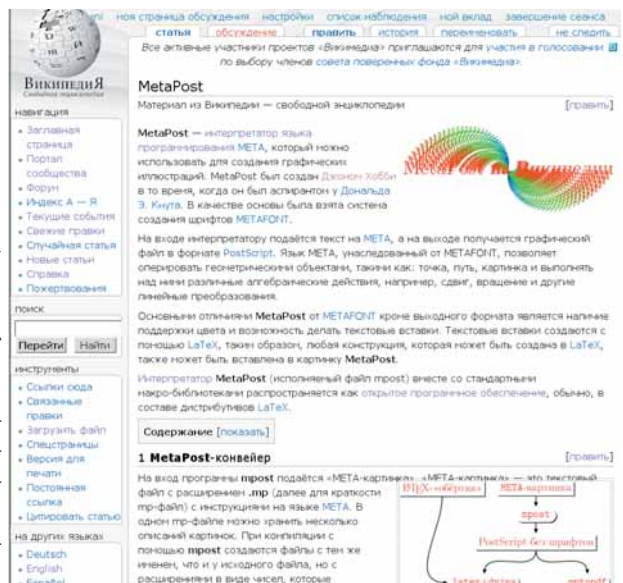 моя страница обсуждения настройки список наблюдения мой вклад завершение сеанса
статья обсуждение править история переименовать не следить
Все активные участники проектов «Викимедиа» приглашаются для участия в голосовании
по выбору членов совета поверенных фонда «Викимедиа».
ВикипедиЯ
Свободная энциклопедия
навигация
Заглавная
страница
Портал
сообщества
Форум
Индекс А — Я
Текущие события
Свежие правки
Случайная статья
Новые статьи
Справка
Пожертвования
поиск
Перейти Найти
инструменты
Ссылки сюда
Связанные
правки
Загрузить файл
Спецстраницы
Версия для
печати
Постоянная
ссылка
Цитировать статью
на других языках
Deutsch
English
Español
MetaPost
Материал из Википедии — свободной энциклопедии [править]
MetaPost — интерпретатор языка
программирования META, который можно
использовать для создания графических
иллюстраций. MetaPost был создан Джоном Хобби
в то время, когда он был аспирантом у Дональда
Э. Кнута. В качестве основы была взята система
создания шрифтов METAFONT.
MetaPost на Википедии
На входе интерпретатору подаётся текст на META, а на выходе получается графический
файл в формате PostScript. Язык META, унаследованный от METAFONT, позволяет
оперировать геометрическими объектами, такими как: точка, путь, картинка и выполнять
над ними различные алгебраические действия, например, сдвиг, вращение и другие
линейные преобразования.
Основными отличиями MetaPost от METAFONT кроме выходного формата является наличие
поддержки цвета и возможность делать текстовые вставки. Текстовые вставки создаются с
помощью LaTeX, таким образом, любая конструкция, которая может быть создана в LaTeX,
также может быть вставлена в картинку MetaPost.
Интерпретатор MetaPost (исполняемый файл mpost) вместе со стандартными
макро-библиотеками распространяется как открытое программное обеспечение, обычно, в
составе дистрибутивов LaTeX.
Содержание [показать]
1 MetaPost-конвейер [править]
На вход программы mpost подаётся «META-картинка». «META-картинка» — это текстовый
файл с расширением .mp (далее для краткости
mp-файл) с инструкциями на языке META. В
одном mp-файле можно хранить несколько
описаний картинок. При компиляции с
помощью mpost создаются файлы с тем же
именем, что и у исходного файла, но с
расширениями в виде чисел, которые
LATEX-«обёртка» META-картинка
mpost
PostScript без шрифтов
latex+dvips